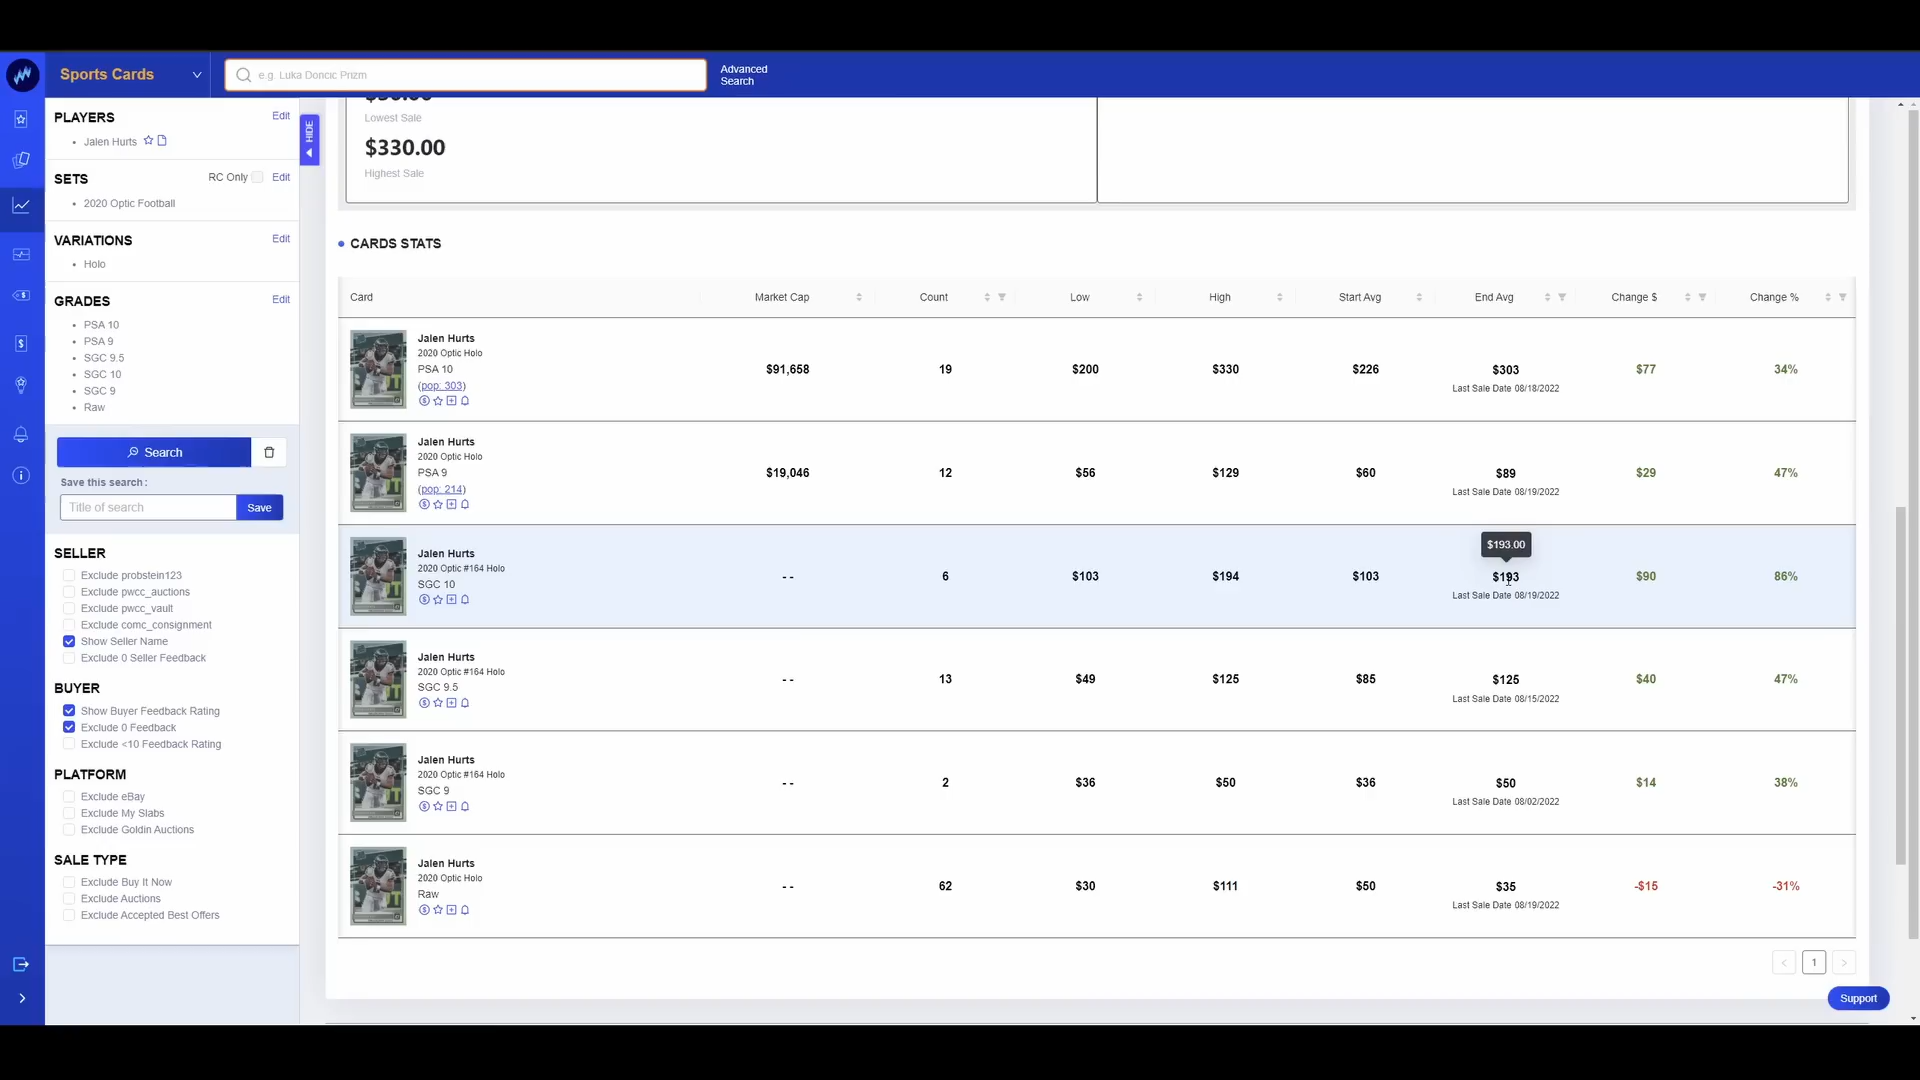 Sports Cards
e.g. Luka Doncic Prizm
Advanced
Search
PLAYERS
Edit
Jalen Hurts
SETS
RC Only
Edit
2020 Optic Football
VARIATIONS
Edit
Holo
GRADES
Edit
PSA 10
PSA 9
SGC 9.5
SGC 10
SGC 9
Raw
Search
Save this search :
Title of search
Save
SELLER
Exclude probstein123
Exclude pwcc_auctions
Exclude pwcc_vault
Exclude comc_consignment
Show Seller Name
Exclude 0 Seller Feedback
BUYER
Show Buyer Feedback Rating
Exclude 0 Feedback
Exclude <10 Feedback Rating
PLATFORM
Exclude eBay
Exclude My Slabs
Exclude Goldin Auctions
SALE TYPE
Exclude Buy It Now
Exclude Auctions
Exclude Accepted Best Offers
HIDE
Lowest Sale
$330.00
Highest Sale
CARDS STATS
Card Market Cap Count Low High Start Avg End Avg Change $ Change %
Jalen Hurts
2020 Optic Holo
PSA 10
(pop: 303)
$91,658 19 $200 $330 $226 $303 $77 34%
Last Sale Date 08/18/2022
Jalen Hurts
2020 Optic Holo
PSA 9
(pop: 214)
$19,046 12 $56 $129 $60 $89 $29 47%
Last Sale Date 08/19/2022
$193.00
Jalen Hurts
2020 Optic #164 Holo
SGC 10
- - 6 $103 $194 $103 $193 $90 86%
Last Sale Date 08/19/2022
Jalen Hurts
2020 Optic #164 Holo
SGC 9.5
- - 13 $49 $125 $85 $125 $40 47%
Last Sale Date 08/15/2022
Jalen Hurts
2020 Optic #164 Holo
SGC 9
- - 2 $36 $50 $36 $50 $14 38%
Last Sale Date 08/02/2022
Jalen Hurts
2020 Optic Holo
Raw
- - 62 $30 $111 $50 $35 -$15 -31%
Last Sale Date 08/19/2022
< 1 >
Support